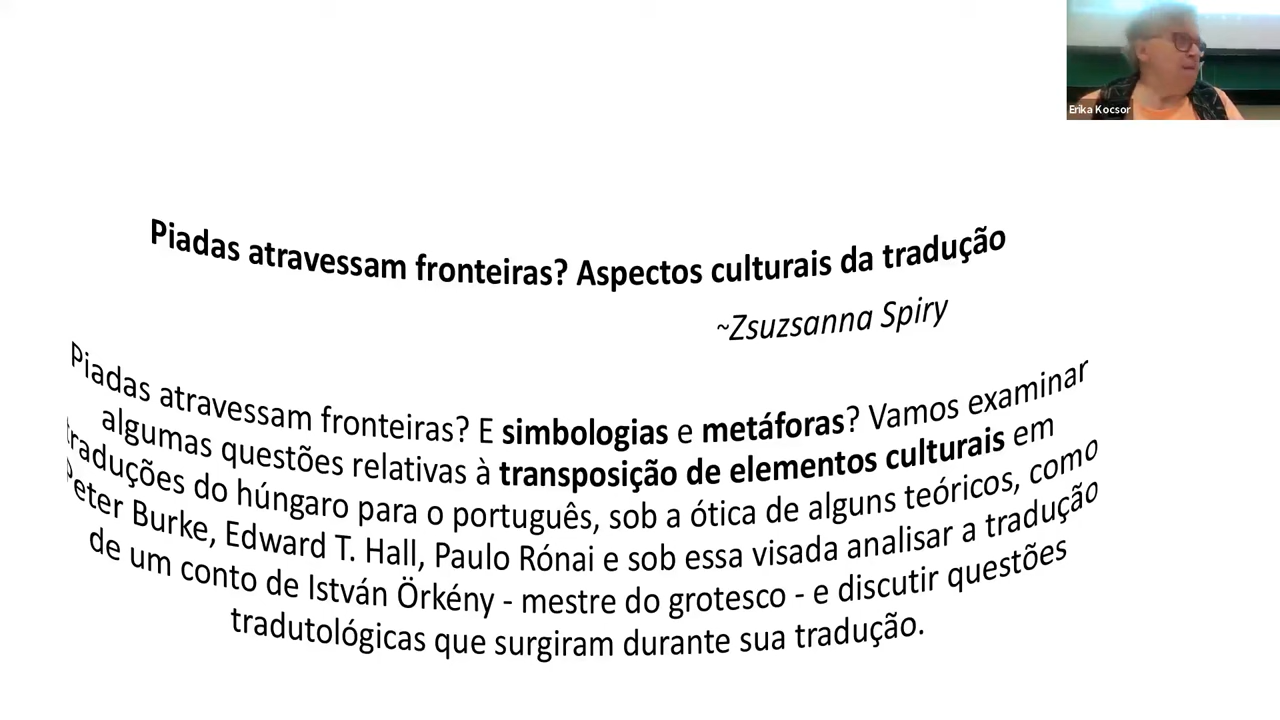 Erika Kocsor
Piadas atravessam fronteiras? Aspectos culturais da tradução
~Zsuzsanna Spiry
Piadas atravessam fronteiras? E simbologias e metáforas? Vamos examinar
algumas questões relativas à transposição de elementos culturais em
traduções do húngaro para o português, sob a ótica de alguns teóricos, como
Peter Burke, Edward T. Hall, Paulo Rónai e sob essa visada analisar a tradução
de um conto de István Örkény - mestre do grotesco - e discutir questões
tradutológicas que surgiram durante sua tradução.